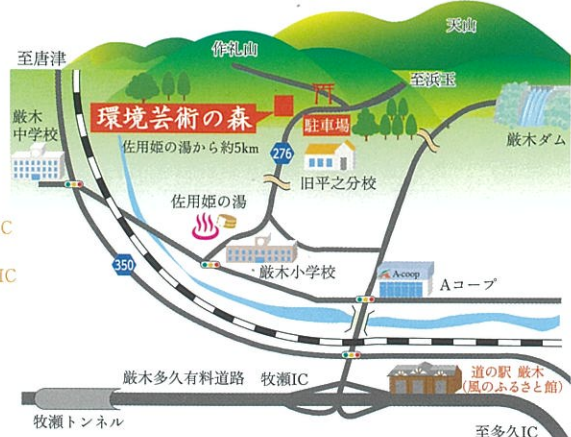 天山
作礼山
至唐津
至浜玉
厳木
中学校
環境芸術の森
駐車場
佐用姫の湯から約5km
276
厳木ダム
旧平之分校
佐用姫の湯
IC
IC
350
厳木小学校
A-coop
Aコープ
厳木多久有料道路
牧瀬IC
道の駅 厳木
(風のふるさと館)
牧瀬トンネル
至多久IC